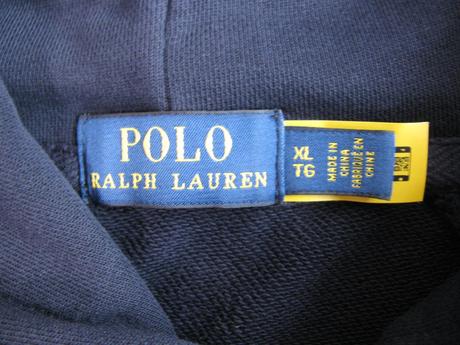 POLO
RALPH LAUREN
XL
TG
MADE IN
CHINA
FABRIQUÉ EN
CHINE